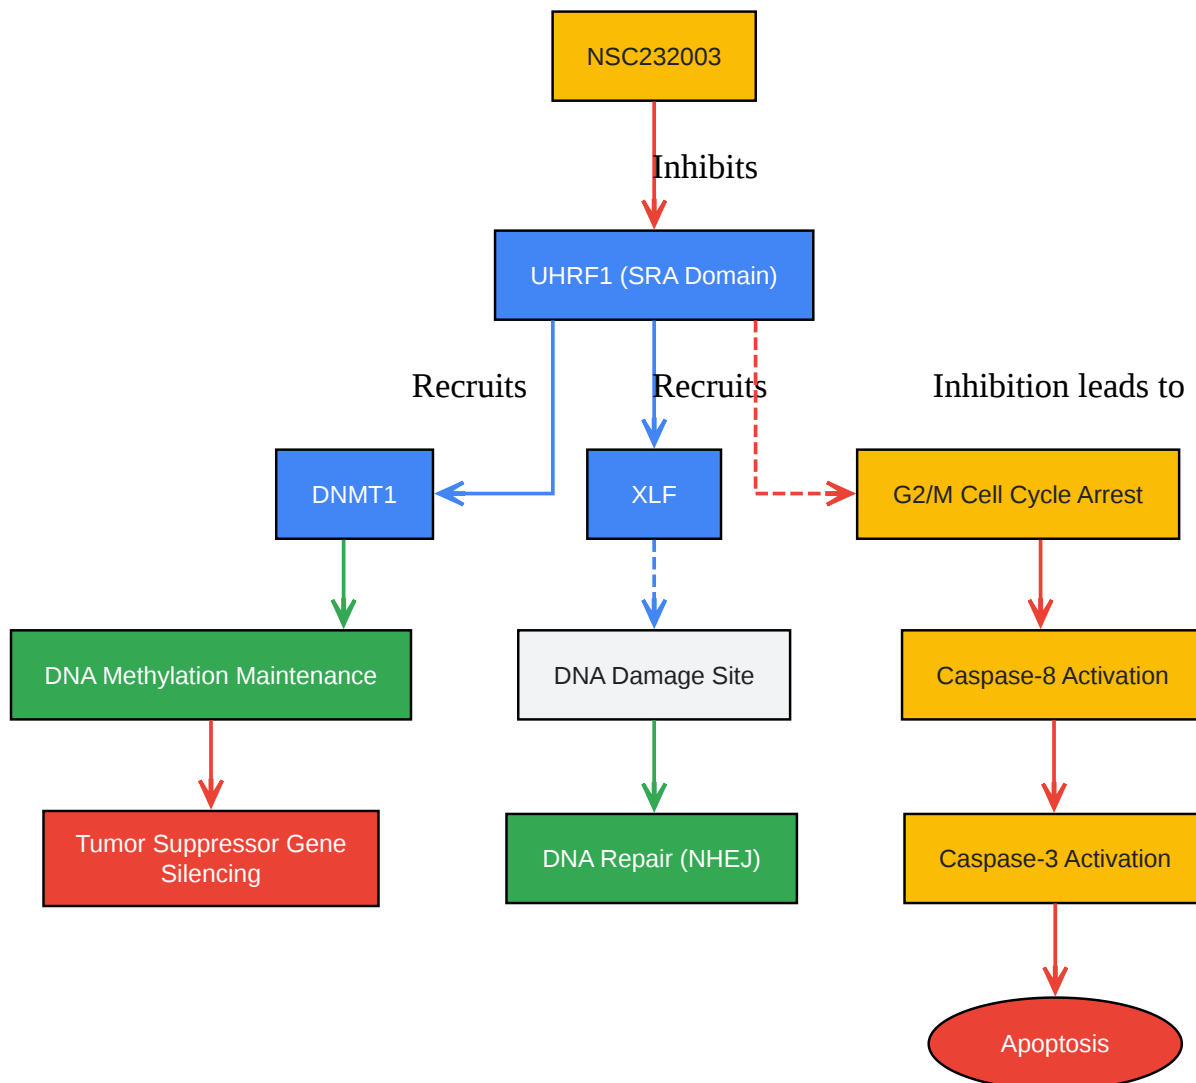 NSC232003
Inhibits
UHRF1 (SRA Domain)
Recruits
Recruits
Inhibition leads to
DNMT1
XLF
G2/M Cell Cycle Arrest
DNA Methylation Maintenance
DNA Damage Site
Caspase-8 Activation
Tumor Suppressor Gene
Silencing
DNA Repair (NHEJ)
Caspase-3 Activation
Apoptosis